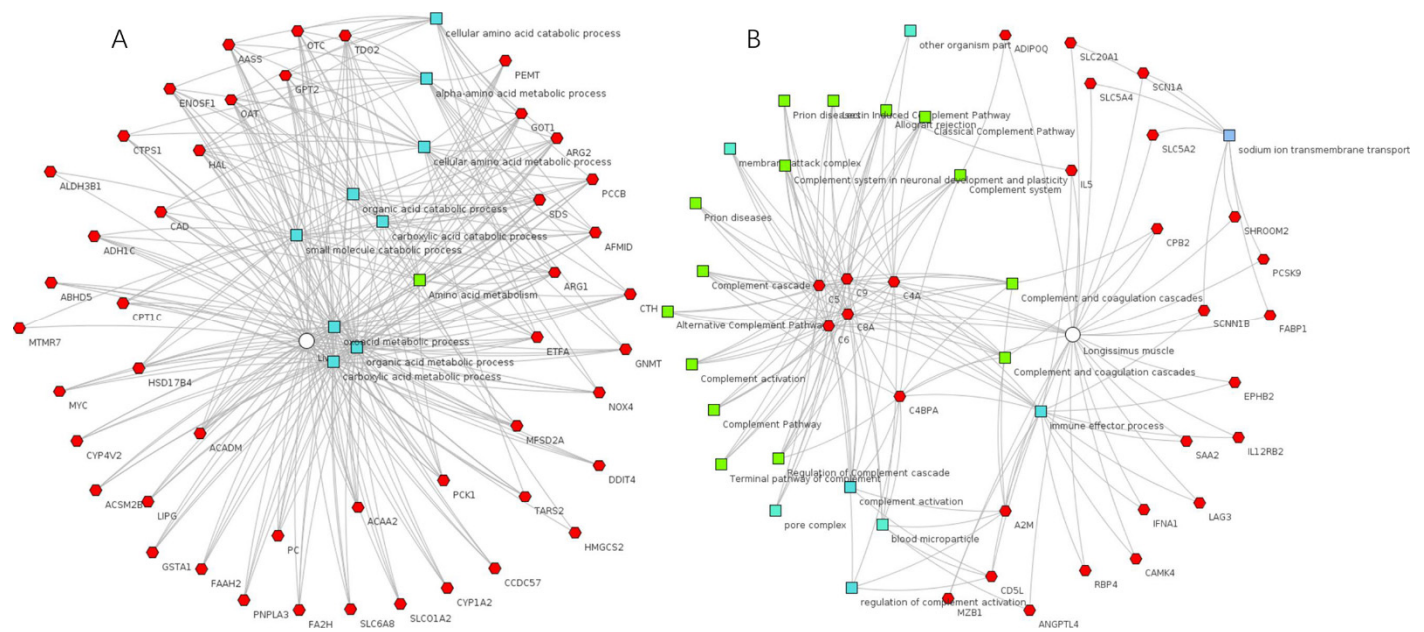 A
cellular amino acid catabolic process
OTC
TDO2
AASS
PEMT
GPT2
alpha-amino acid metabolic process
ENOSF1
OAT
GOT1
CTPS1
HAL
cellular amino acid metabolic process
ARG2
ALDH3B1
PCCB
organic acid catabolic process
SDS
CAD
carboxylic acid catabolic process
small molecule catabolic process
AFMID
ADH1C
ABHD5
Amino acid metabolism
ARG1
CPT1C
CTH
MTMR7
metabolic process
organic acid metabolic process
ETFA
GNMT
carboxylic acid metabolic process
HSD17B4
MYC
NOX4
MFSD2A
CYP4V2
ACADM
DDIT4
ACSM2B
LIPG
PCK1
TARS2
ACAA2
PC
HMGCS2
GSTA1
FAAH2
CCDC57
CYP1A2
PNPLA3
FA2H
SLC6A8
SLCO1A2
B
other organism part
ADIPOQ
SLC20A1
SCN1A
SLC5A4
Prion diseases
Lectin Induced Complement Pathway
Allograft rejection
Classical Complement Pathway
SLC5A2
sodium ion transmembrane transport
membrane attack complex
Complement system in neuronal development and plasticity
Complement system
IL5
Prion diseases
SHROOM2
CPB2
PCSK9
Complement cascade
C5
C9
C4A
Complement and coagulation cascades
Alternative Complement Pathway
C8A
C6
SCNN1B
FABP1
Longissimus muscle
Complement activation
Complement and coagulation cascades
EPHB2
C4BPA
Complement Pathway
immune effector process
SAA2
IL12RB2
Regulation of Complement cascade
Terminal pathway of complement
complement activation
LAG3
IFNA1
pore complex
A2M
blood microparticle
CAMK4
RBP4
CD5L
regulation of complement activation
MZB1
ANGPTL4